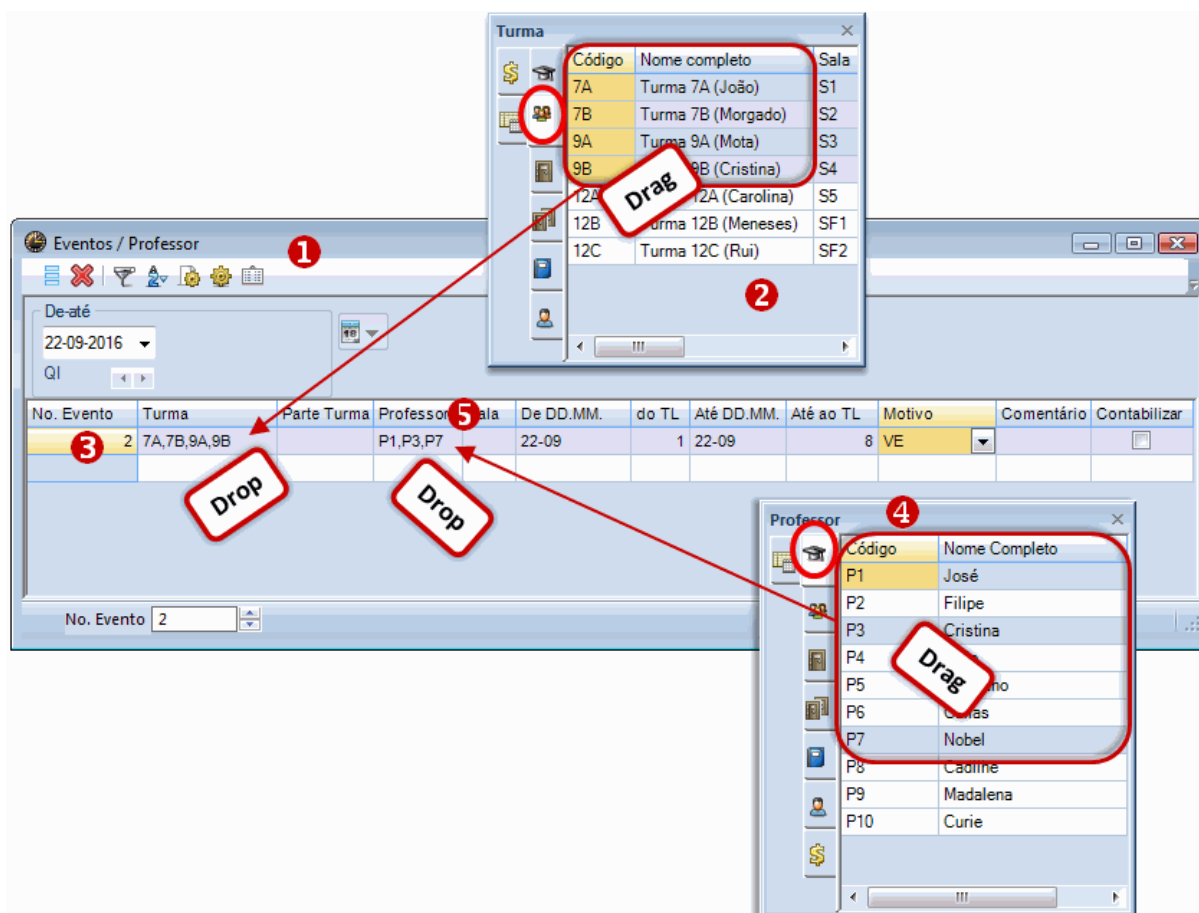 Turma
Código Nome completo Sala
7A Turma 7A (João) S1
7B Turma 7B (Morgado) S2
9A Turma 9A (Mota) S3
9B 9B (Cristina) S4
Drag
12A 12A (Carolina) S5
12B Turma 12B (Meneses) SF1
12C Turma 12C (Rui) SF2
2
Eventos / Professor
1
De-até
22-09-2016
QI
No. Evento Turma Parte Turma Professor 5 De DD.MM. do TL Até DD.MM. Até ao TL Motivo Comentário Contabilizar
3 2 7A,7B,9A,9B P1,P3,P7 22-09 1 22-09 8 VE
Drop
Drop
No. Evento 2
Professor
4
Código Nome Completo
P1 José
P2 Filipe
P3 Cristina
P4
Drag
P5
P6
P7 Nobel
P8 Cadilhe
P9 Madalena
P10 Curie